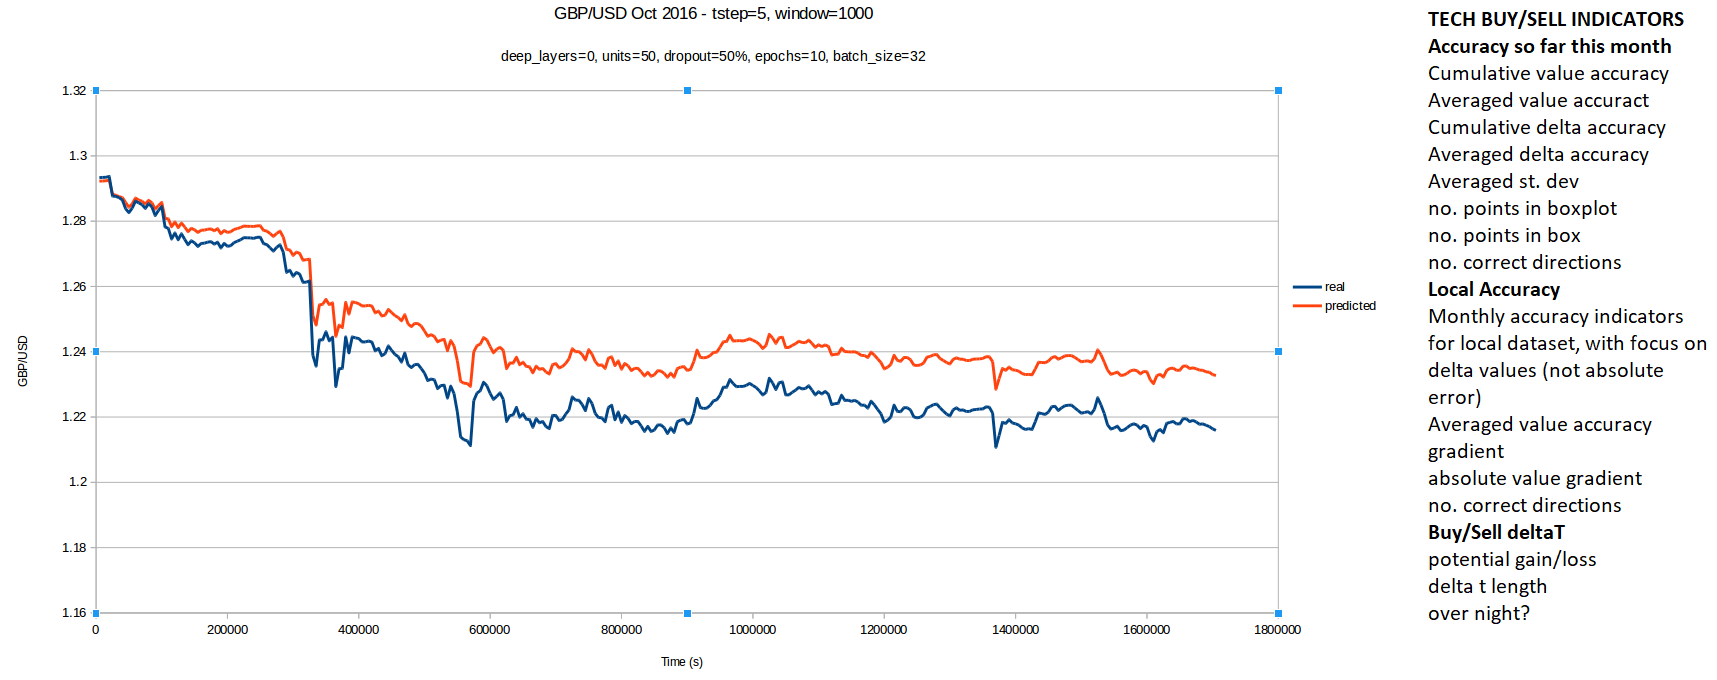 GBP/USD Oct 2016 - tstep=5, window=1000
deep_layers=0, units=50, dropout=50%, epochs=10, batch_size=32
1.32
1.3
1.28
1.26
1.24
1.22
1.2
1.18
1.16
GBP/USD
0
200000
400000
600000
800000
1000000
1200000
1400000
1600000
1800000
Time (s)
real
predicted
TECH BUY/SELL INDICATORS
Accuracy so far this month
Cumulative value accuracy
Averaged value accuract
Cumulative delta accuracy
Averaged delta accuracy
Averaged st. dev
no. points in boxplot
no. points in box
no. correct directions
Local Accuracy
Monthly accuracy indicators
for local dataset, with focus on
delta values (not absolute
error)
Averaged value accuracy
gradient
absolute value gradient
no. correct directions
Buy/Sell deltaT
potential gain/loss
delta t length
over night?